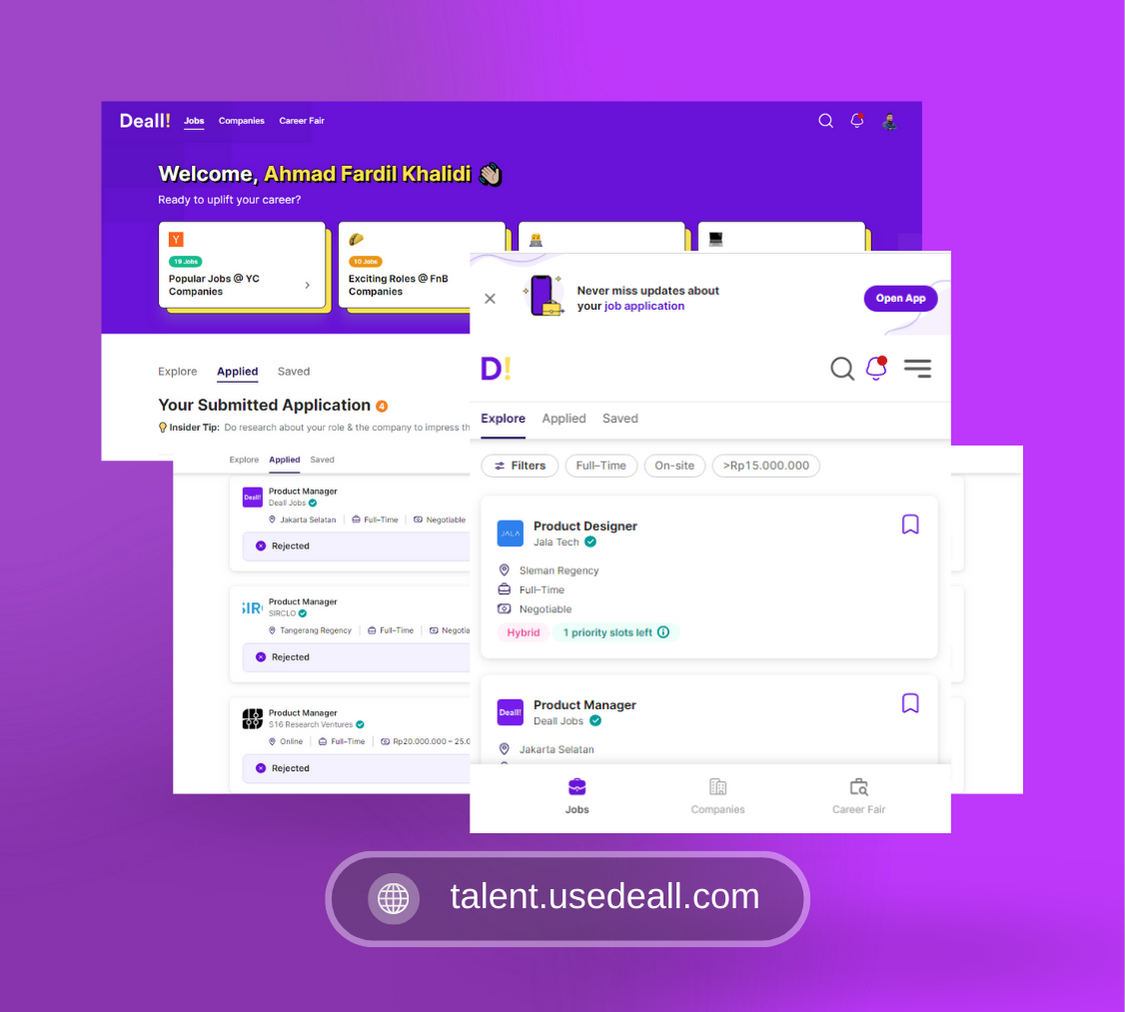 Deall! Jobs Companies Career Fair
Welcome, Ahmad Fardil Khalidi
Ready to uplift your career?
Y
19 Jobs
Popular Jobs @ YC
Companies
10 Jobs
Exciting Roles @ FnB
Companies
Explore Applied Saved
Your Submitted Application 4
Insider Tip: Do research about your role & the company to impress th
Explore Applied Saved
Deall!
Product Manager
Deall Jobs
Jakarta Selatan Full-Time Negotiable
Rejected
SIRC
Product Manager
SIRCLO
Tangerang Regency Full-Time Negotia
Rejected
Product Manager
S16 Research Ventures
Online Full-Time Rp20.000.000 – 25.0
Rejected
Never miss updates about
your job application
Open App
D!
Explore Applied Saved
Filters Full-Time On-site >Rp15.000.000
JALA
Product Designer
Jala Tech
Sleman Regency
Full-Time
Negotiable
Hybrid 1 priority slots left
Deall!
Product Manager
Deall Jobs
Jakarta Selatan
Jobs Companies Career Fair
talent.usedeall.com